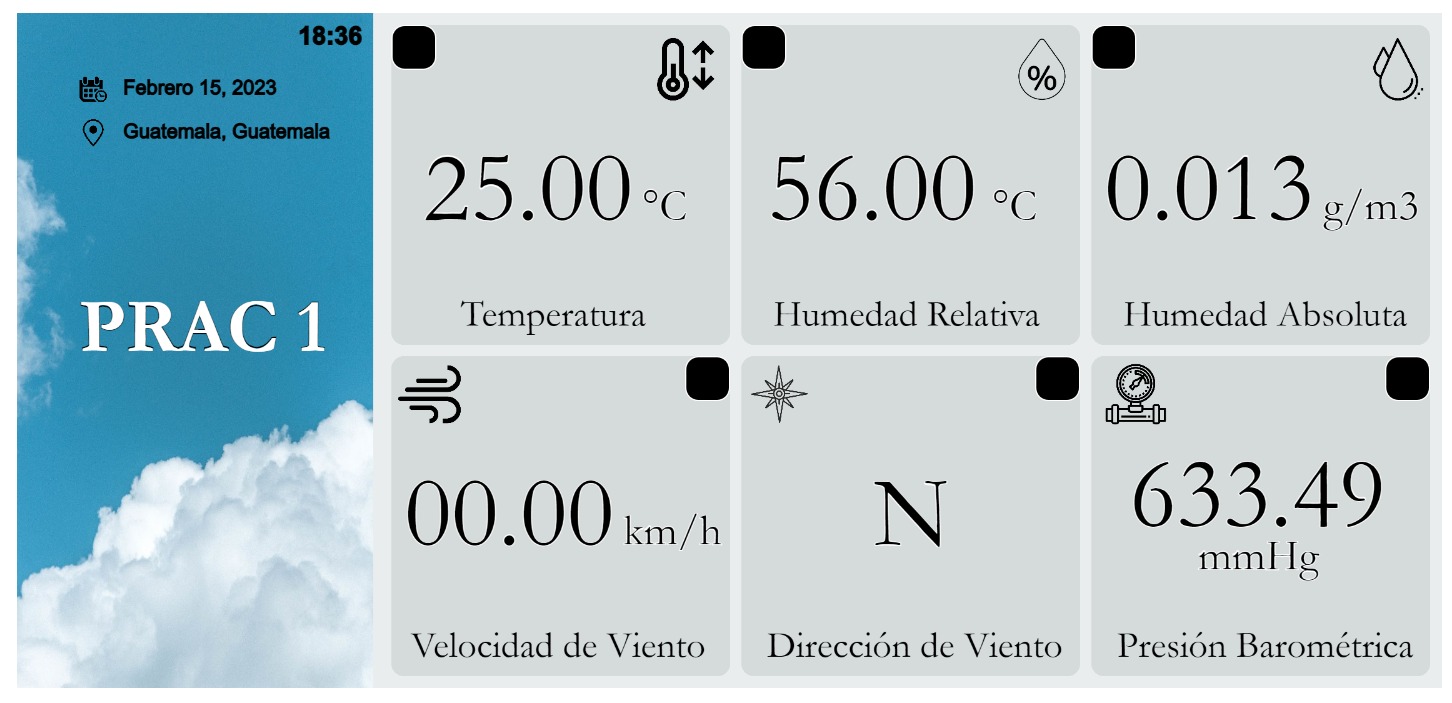 18:36
Febrero 15, 2023
Guatemala, Guatemala
PRAC 1
25.00 °C
Temperatura
%
56.00 °C
Humedad Relativa
0.013 g/m3
Humedad Absoluta
00.00 km/h
Velocidad de Viento
N
Dirección de Viento
633.49
mmHg
Presión Barométrica